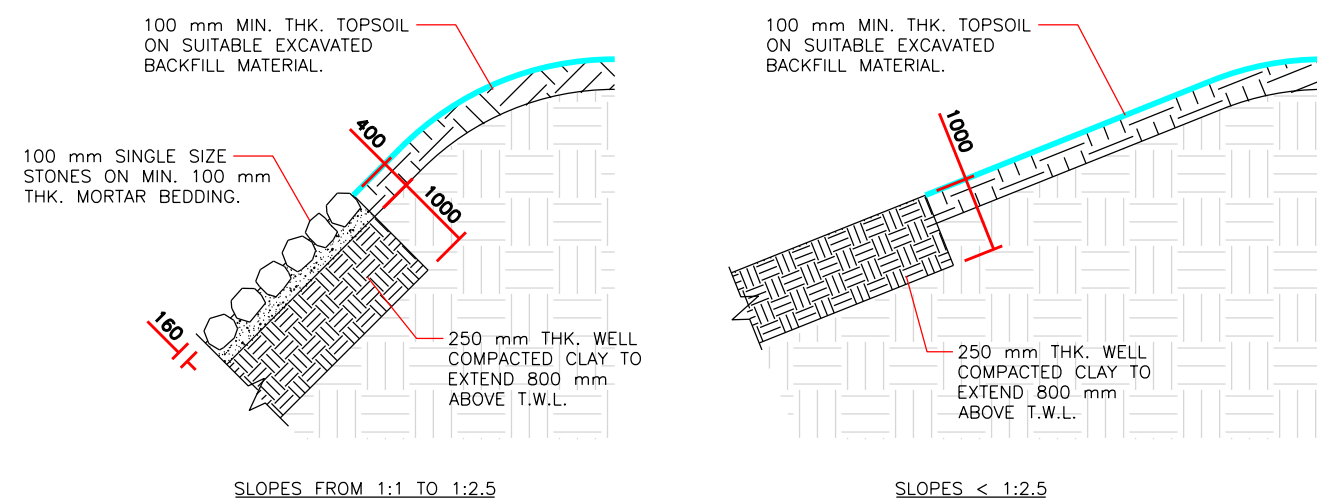 100 mm MIN. THK. TOPSOIL
ON SUITABLE EXCAVATED
BACKFILL MATERIAL.
400
100 mm SINGLE SIZE
STONES ON MIN. 100 mm
THK. MORTAR BEDDING.
1000
160
250 mm THK. WELL
COMPACTED CLAY TO
EXTEND 800 mm
ABOVE T.W.L.
SLOPES FROM 1:1 TO 1:2.5
100 mm MIN. THK. TOPSOIL
ON SUITABLE EXCAVATED
BACKFILL MATERIAL.
1000
250 mm THK. WELL
COMPACTED CLAY TO
EXTEND 800 mm
ABOVE T.W.L.
SLOPES < 1:2.5